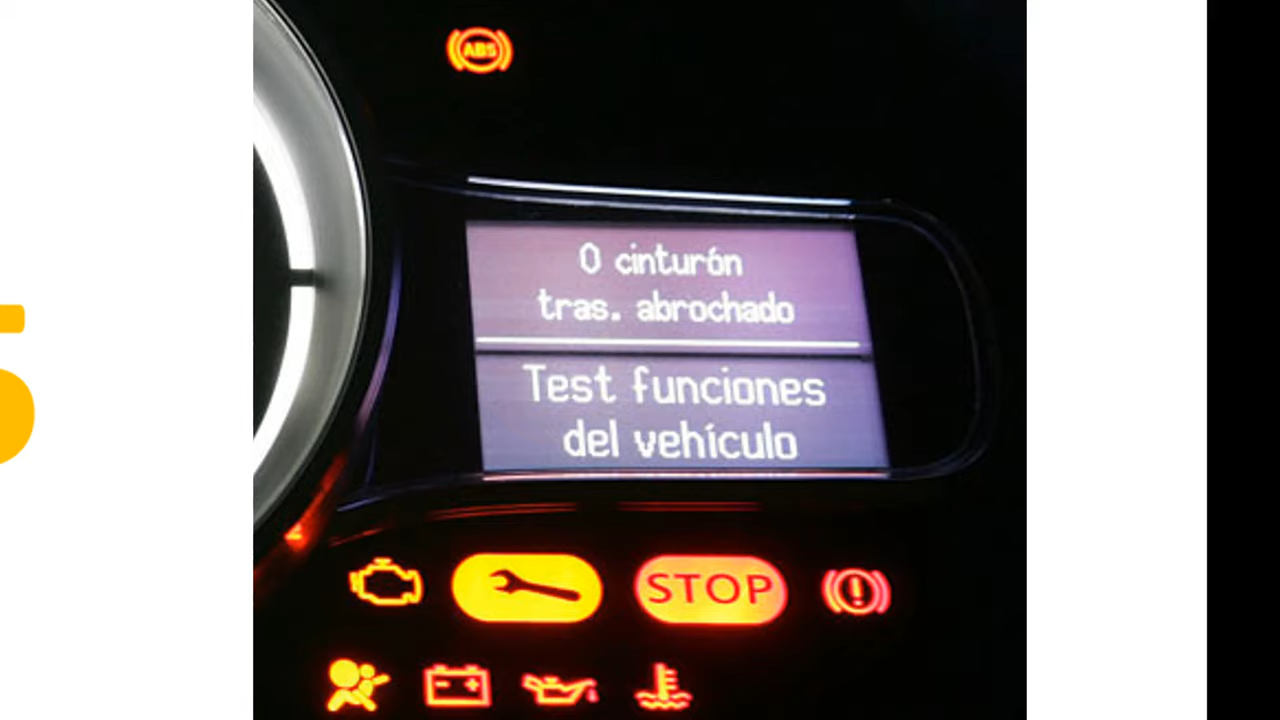 ABS
0 cinturón
tras. abrochado
Test funciones
del vehículo
STOP